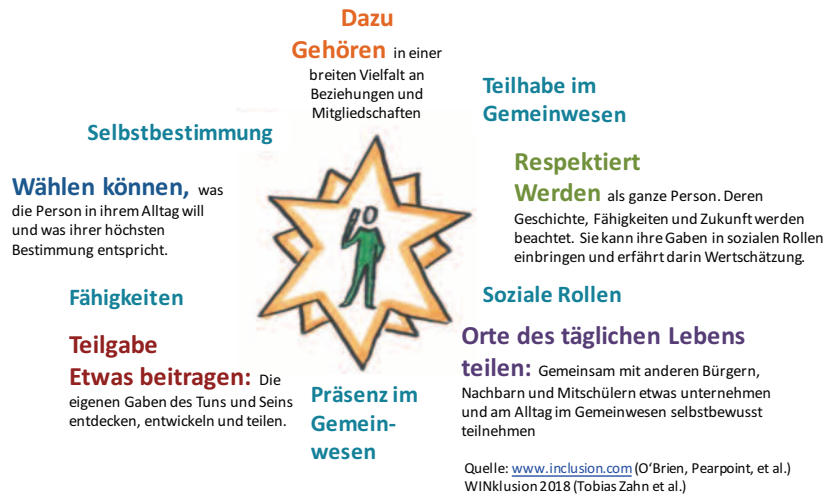 Dazu
Gehören in einer
breiten Vielfalt an
Beziehungen und
Mitgliedschaften
Teilhabe im
Gemeinwesen
Selbstbestimmung
Respektiert
Werden als ganze Person. Deren
Geschichte, Fähigkeiten und Zukunft werden
beachtet. Sie kann ihre Gaben in sozialen Rollen
einbringen und erfährt darin Wertschätzung.
Wählen können, was
die Person in ihrem Alltag will
und was ihrer höchsten
Bestimmung entspricht.
Fähigkeiten
Soziale Rollen
Teilgabe
Etwas beitragen: Die
eigenen Gaben des Tuns und Seins
entdecken, entwickeln und teilen.
Orte des täglichen Lebens
teilen: Gemeinsam mit anderen Bürgern,
Nachbarn und Mitschülern etwas unternehmen
und am Alltag im Gemeinwesen selbstbewusst
teilnehmen
Präsenz im
Gemein-
wesen
Quelle: www.inclusion.com (O‘Brien, Pearpoint, et al.)
WINklusion 2018 (Tobias Zahn et al.)